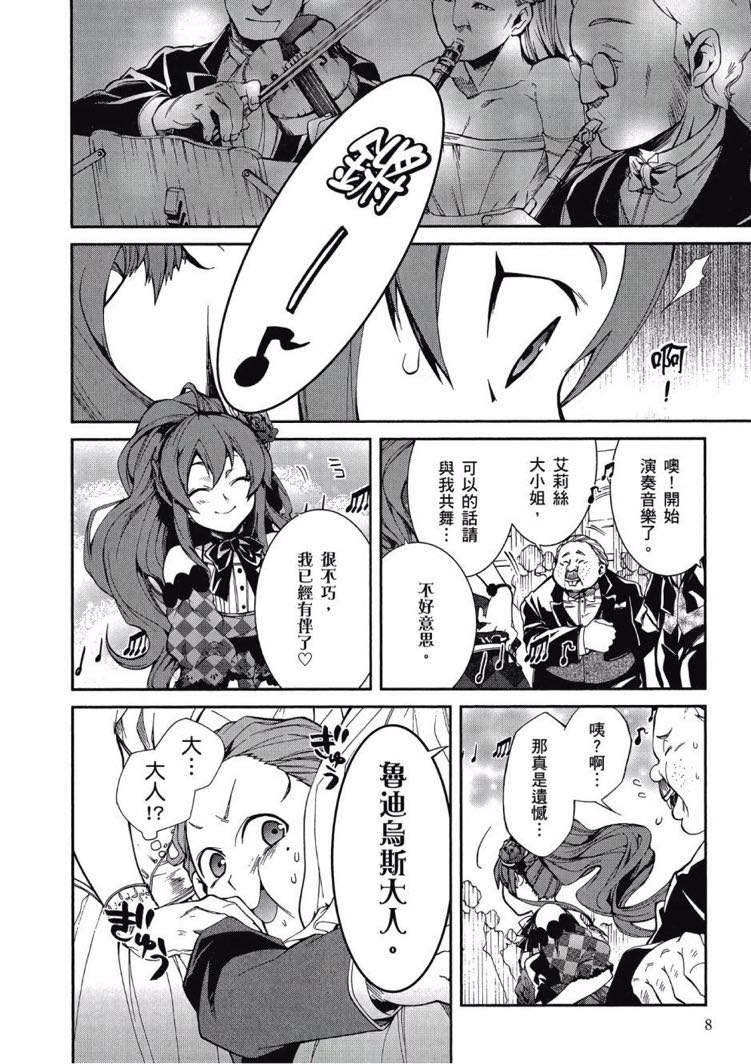 鏘
ー♪
啊！
噢！開始
演奏音樂了。
艾莉絲
大小姐，
可以的話請
與我共舞…
不好意思。
很不巧，
我已經有伴了♡
咦？啊…
那真是遺憾…
魯迪烏斯大人。
ぎゅう
大…
大人!?
ぎゅう
8